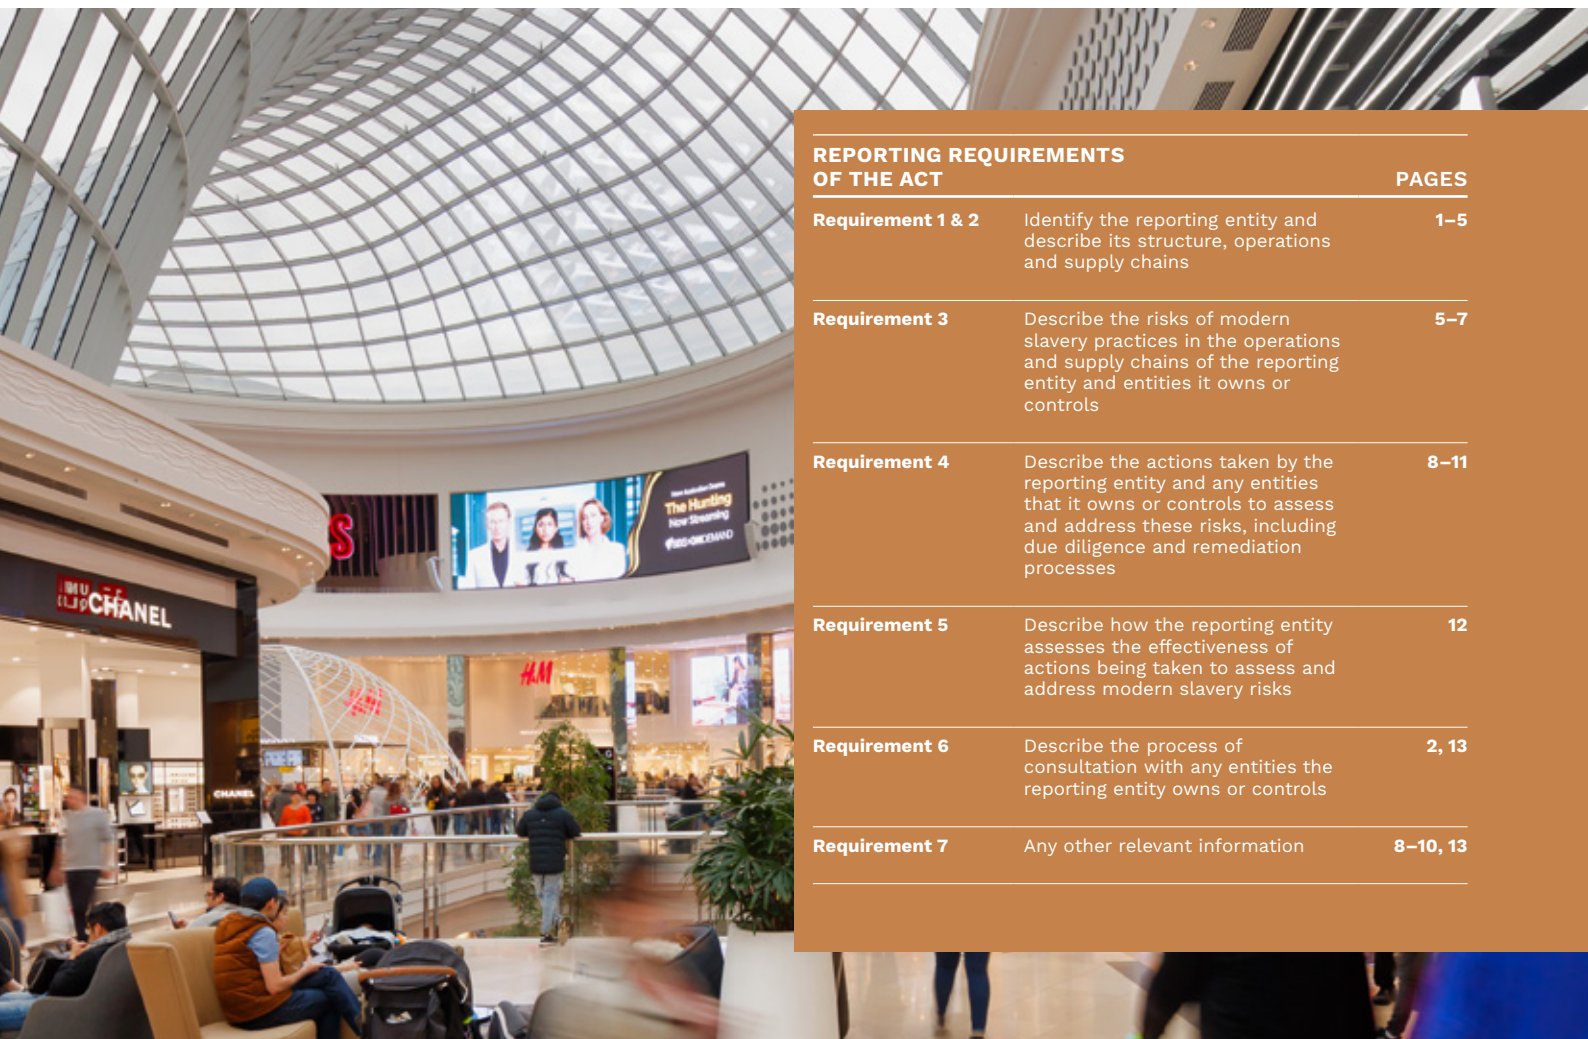 REPORTING REQUIREMENTS
OF THE ACT
PAGES
Requirement 1 & 2
Identify the reporting entity and
describe its structure, operations
and supply chains
1–5
Requirement 3
Describe the risks of modern
slavery practices in the operations
and supply chains of the reporting
entity and entities it owns or
controls
5–7
Requirement 4
Describe the actions taken by the
reporting entity and any entities
that it owns or controls to assess
and address these risks, including
due diligence and remediation
processes
8–11
Requirement 5
Describe how the reporting entity
assesses the effectiveness of
actions being taken to assess and
address modern slavery risks
12
Requirement 6
Describe the process of
consultation with any entities the
reporting entity owns or controls
2, 13
Requirement 7
Any other relevant information
8–10, 13
The Hunting
Now Streaming
CHANEL
H&M
H&M
CHANEL